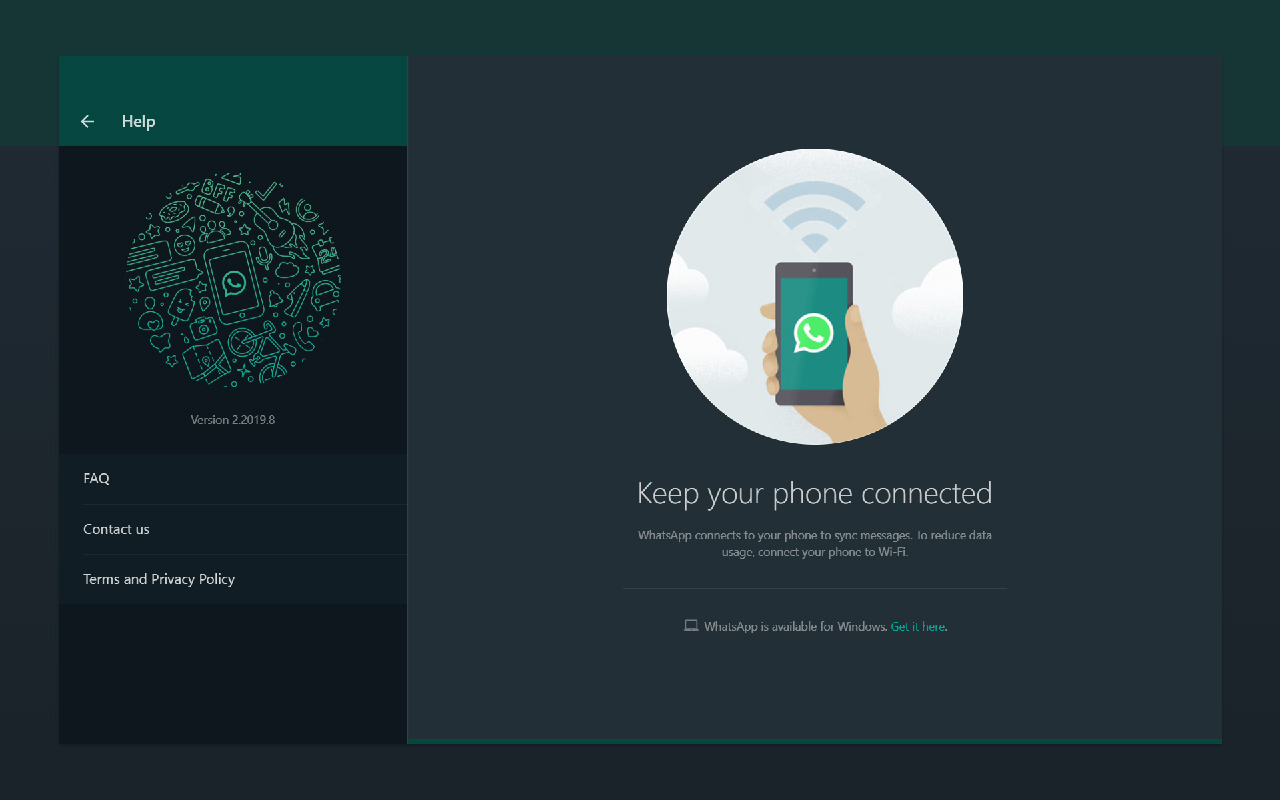 Help
BFF
24
Version 2.2019.8
FAQ
Contact us
Terms and Privacy Policy
Keep your phone connected
WhatsApp connects to your phone to sync messages. To reduce data
usage, connect your phone to Wi-Fi.
WhatsApp is available for Windows. Get it here.